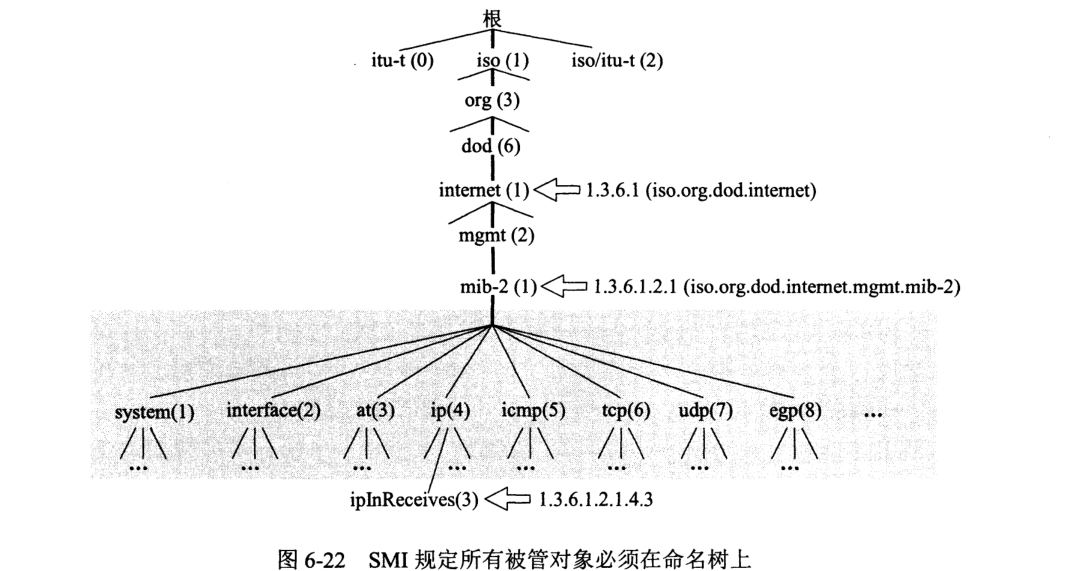 根
itu-t (0) iso (1) iso/itu-t (2)
org (3)
dod (6)
internet (1) 1.3.6.1 (iso.org.dod.internet)
mgmt (2)
mib-2 (1) 1.3.6.1.2.1 (iso.org.dod.internet.mgmt.mib-2)
system(1) interface(2) at(3) ip(4) icmp(5) tcp(6) udp(7) egp(8) ...
... ... ... ... ... ... ... ...
ipInReceives(3) 1.3.6.1.2.1.4.3
图 6-22 SMI 规定所有被管对象必须在命名树上